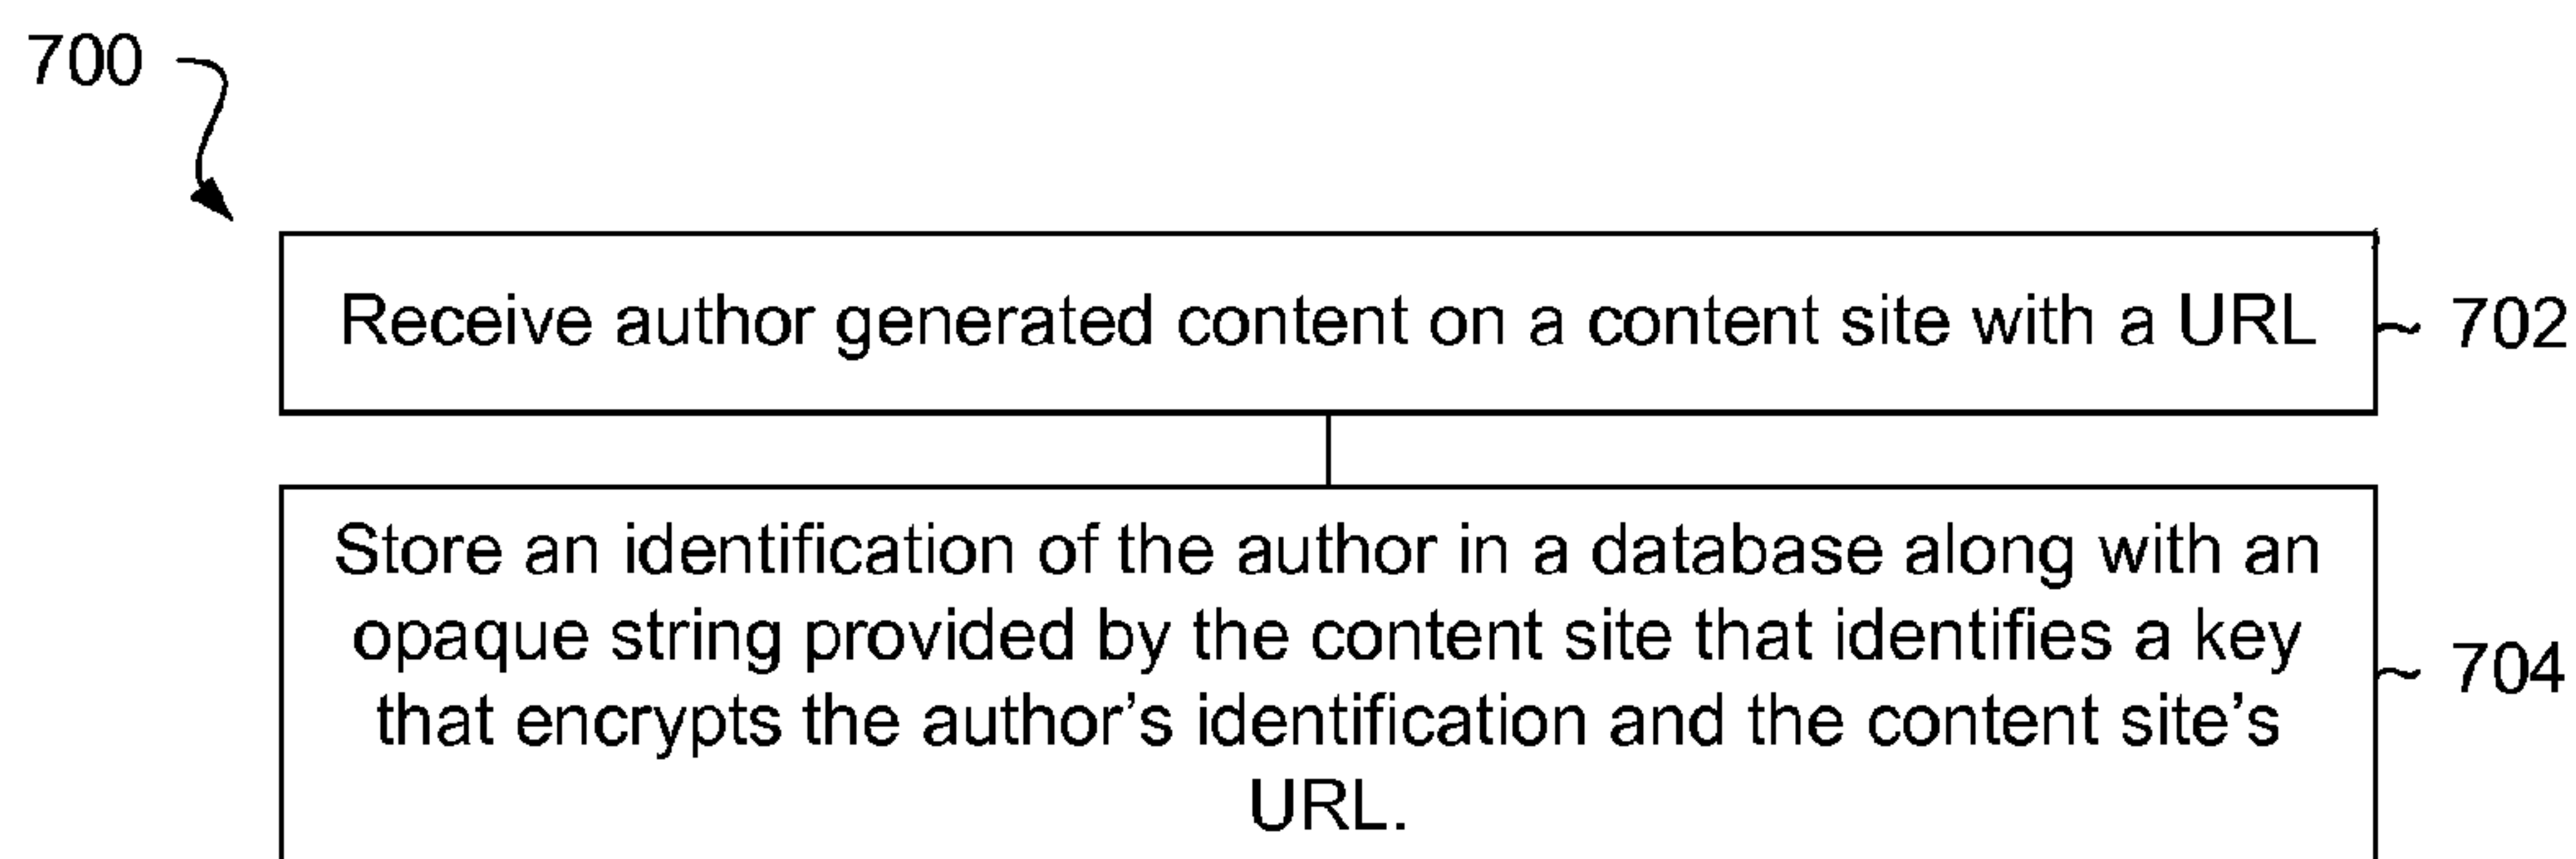 700
Receive author generated content on a content site with a URL
~ 702
Store an identification of the author in a database along with an
opaque string provided by the content site that identifies a key
that encrypts the author’s identification and the content site’s
URL.
~ 704